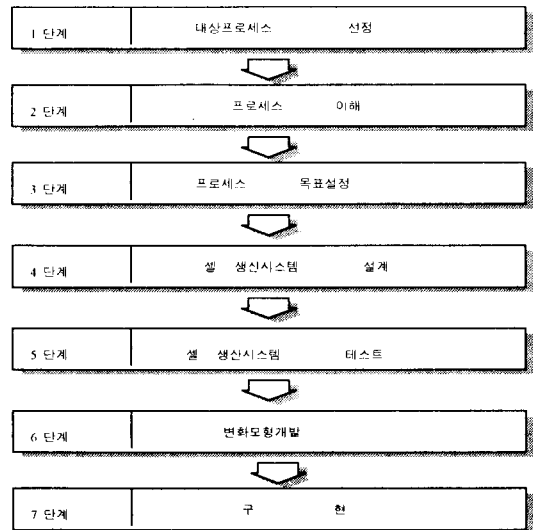 1 단계 대상프로세스 선정
2 단계 프로세스 이해
3 단계 프로세스 목표설정
4 단계 셀 생산시스템 설계
5 단계 셀 생산시스템 테스트
6 단계 변화모형개발
7 단계 구 현